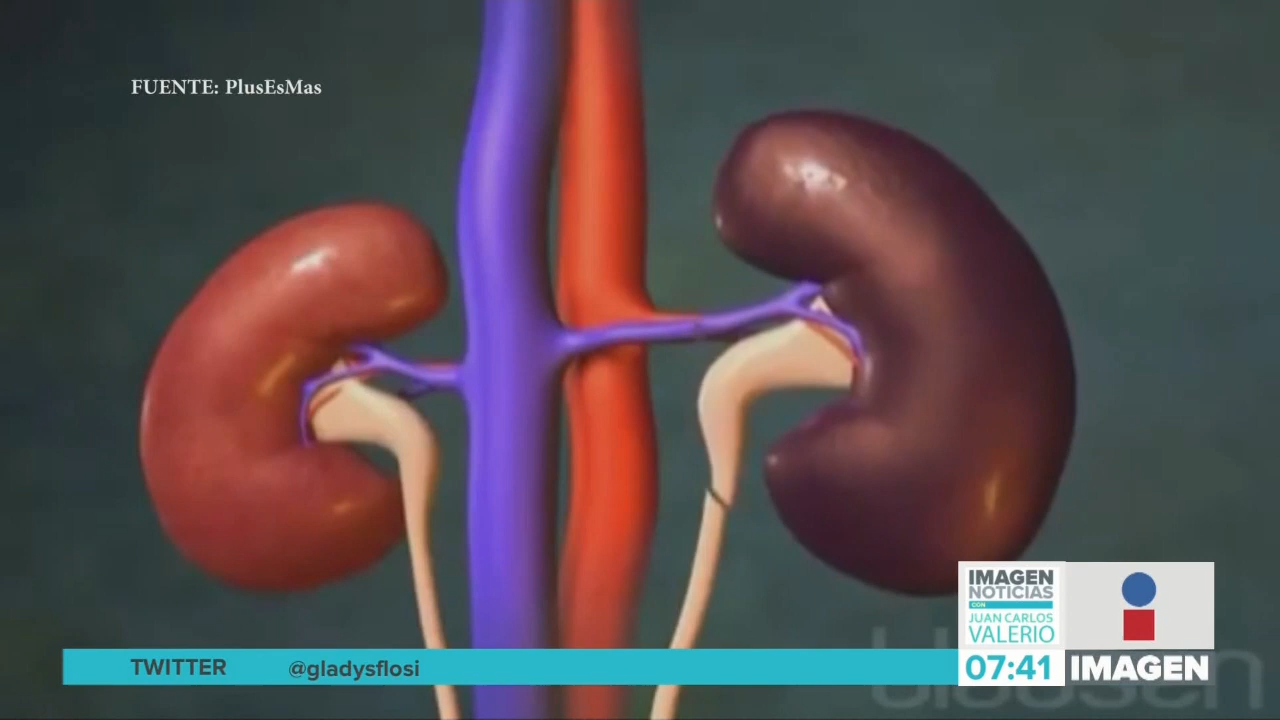 FUENTE: PlusEsMas
IMAGEN
NOTICIAS
CON
JUAN CARLOS
VALERIO
TWITTER @gladysflosi
07:41 IMAGEN